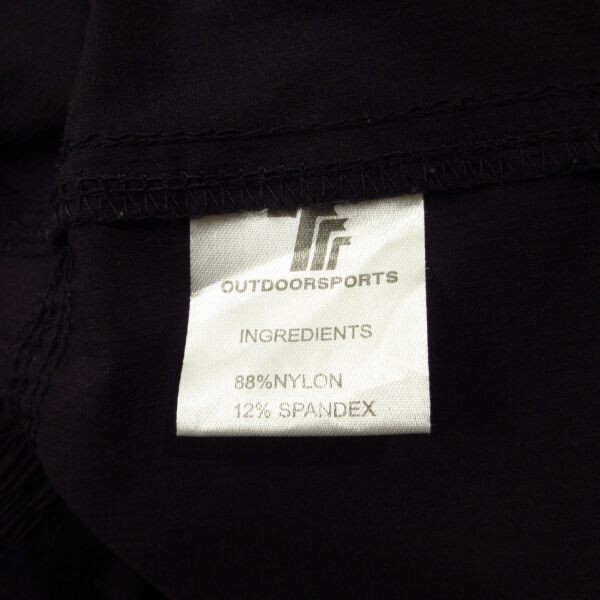 OUTDOORSPORTS
INGREDIENTS
88%NYLON
12% SPANDEX